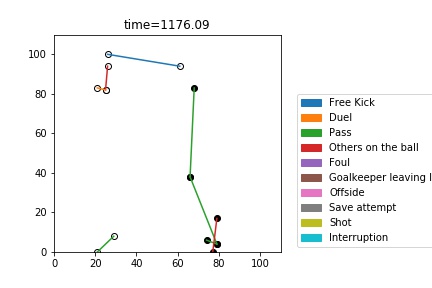 time=1176.09
100
80
60
40
20
0
0 20 40 60 80 100
Free Kick
Duel
Pass
Others on the ball
Foul
Goalkeeper leaving l
Offside
Save attempt
Shot
Interruption